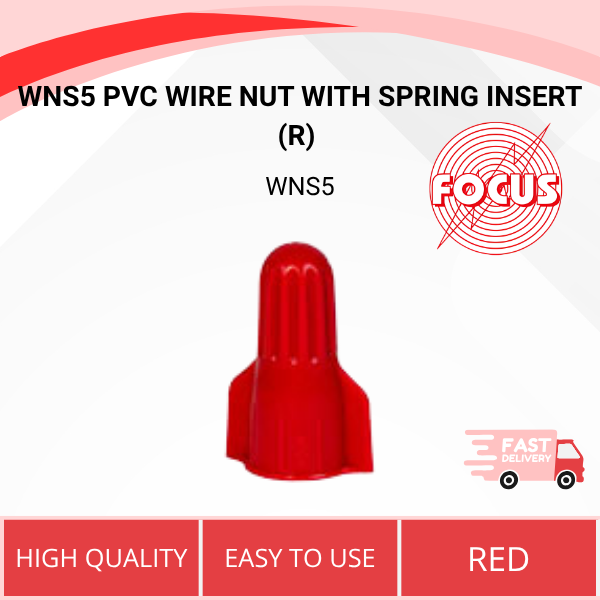 WNS5 PVC WIRE NUT WITH SPRING INSERT
(R)
WNS5
FOCUS
FAST
DELIVERY
HIGH QUALITY
EASY TO USE
RED